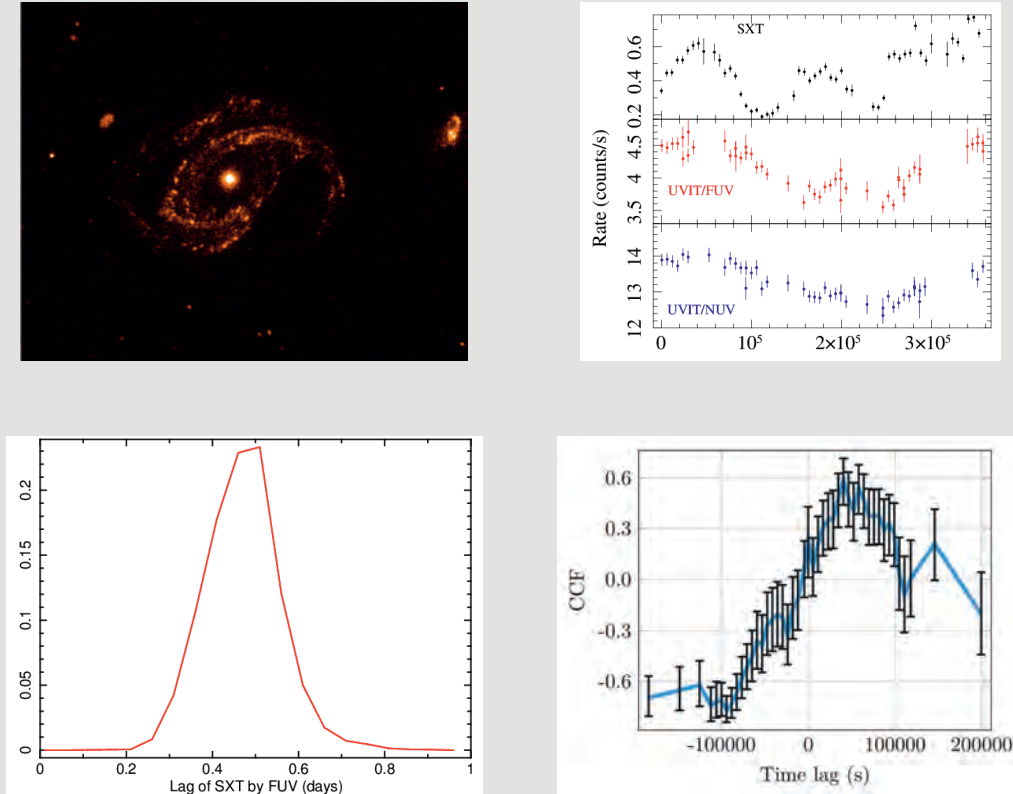 SXT
0.6
0.4
0.2
UVIT/FUV
4.5
4
3.5
UVIT/NUV
14
13
12
Rate (counts/s)
0 10⁵ 2×10⁵ 3×10⁵
0.2
0.15
0.1
0.05
0
0 0.2 0.4 0.6 0.8 1
Lag of SXT by FUV (days)
0.6
0.3
0.0
-0.3
-0.6
CCF
-100000 0 100000 200000
Time lag (s)